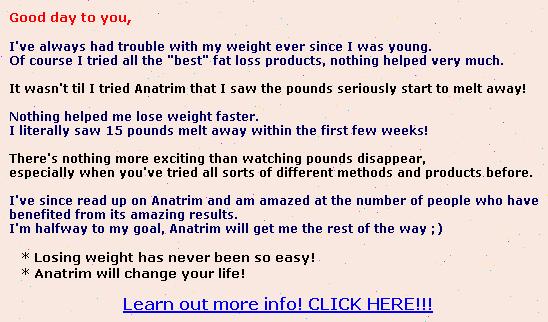 Good day to you,
I've always had trouble with my weight ever since I was young.
Of course I tried all the "best" fat loss products, nothing helped very much.
It wasn't til I tried Anatrim that I saw the pounds seriously start to melt away!
Nothing helped me lose weight faster.
I literally saw 15 pounds melt away within the first few weeks!
There's nothing more exciting than watching pounds disappear,
especially when you've tried all sorts of different methods and products before.
I've since read up on Anatrim and am amazed at the number of people who have
benefited from its amazing results.
I'm halfway to my goal, Anatrim will get me the rest of the way ;)
* Losing weight has never been so easy!
* Anatrim will change your life!
Learn out more info! CLICK HERE!!!